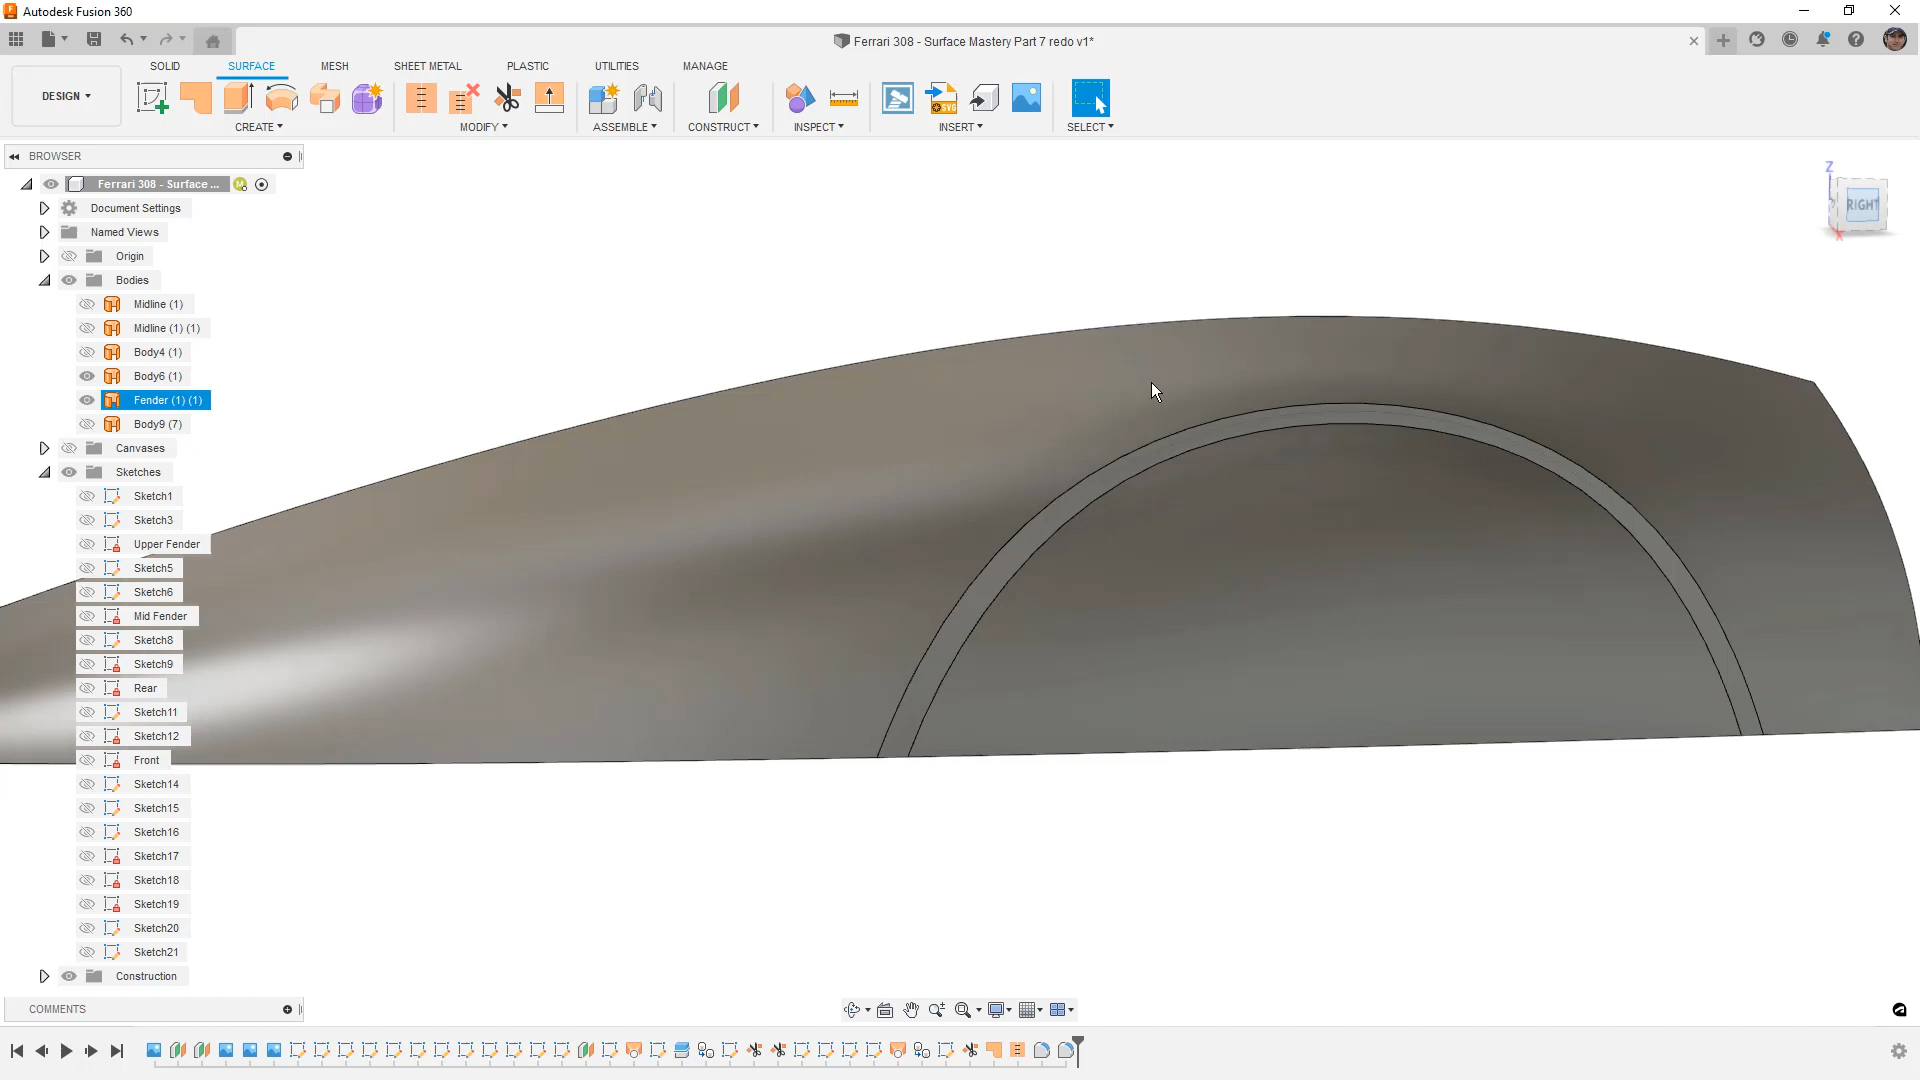 Autodesk Fusion 360
Ferrari 308 - Surface Mastery Part 7 redo v1*
DESIGN
SOLID SURFACE MESH SHEET METAL PLASTIC UTILITIES MANAGE
CREATE MODIFY ASSEMBLE CONSTRUCT INSPECT INSERT SELECT
SVG
BROWSER
Ferrari 308 - Surface ...
Document Settings
Named Views
Origin
Bodies
Midline (1)
Midline (1) (1)
Body4 (1)
Body6 (1)
Fender (1) (1)
Body9 (7)
Canvases
Sketches
Sketch1
Sketch3
Upper Fender
Sketch5
Sketch6
Mid Fender
Sketch8
Sketch9
Rear
Sketch11
Sketch12
Front
Sketch14
Sketch15
Sketch16
Sketch17
Sketch18
Sketch19
Sketch20
Sketch21
Construction
COMMENTS
Z
RIGHT
X